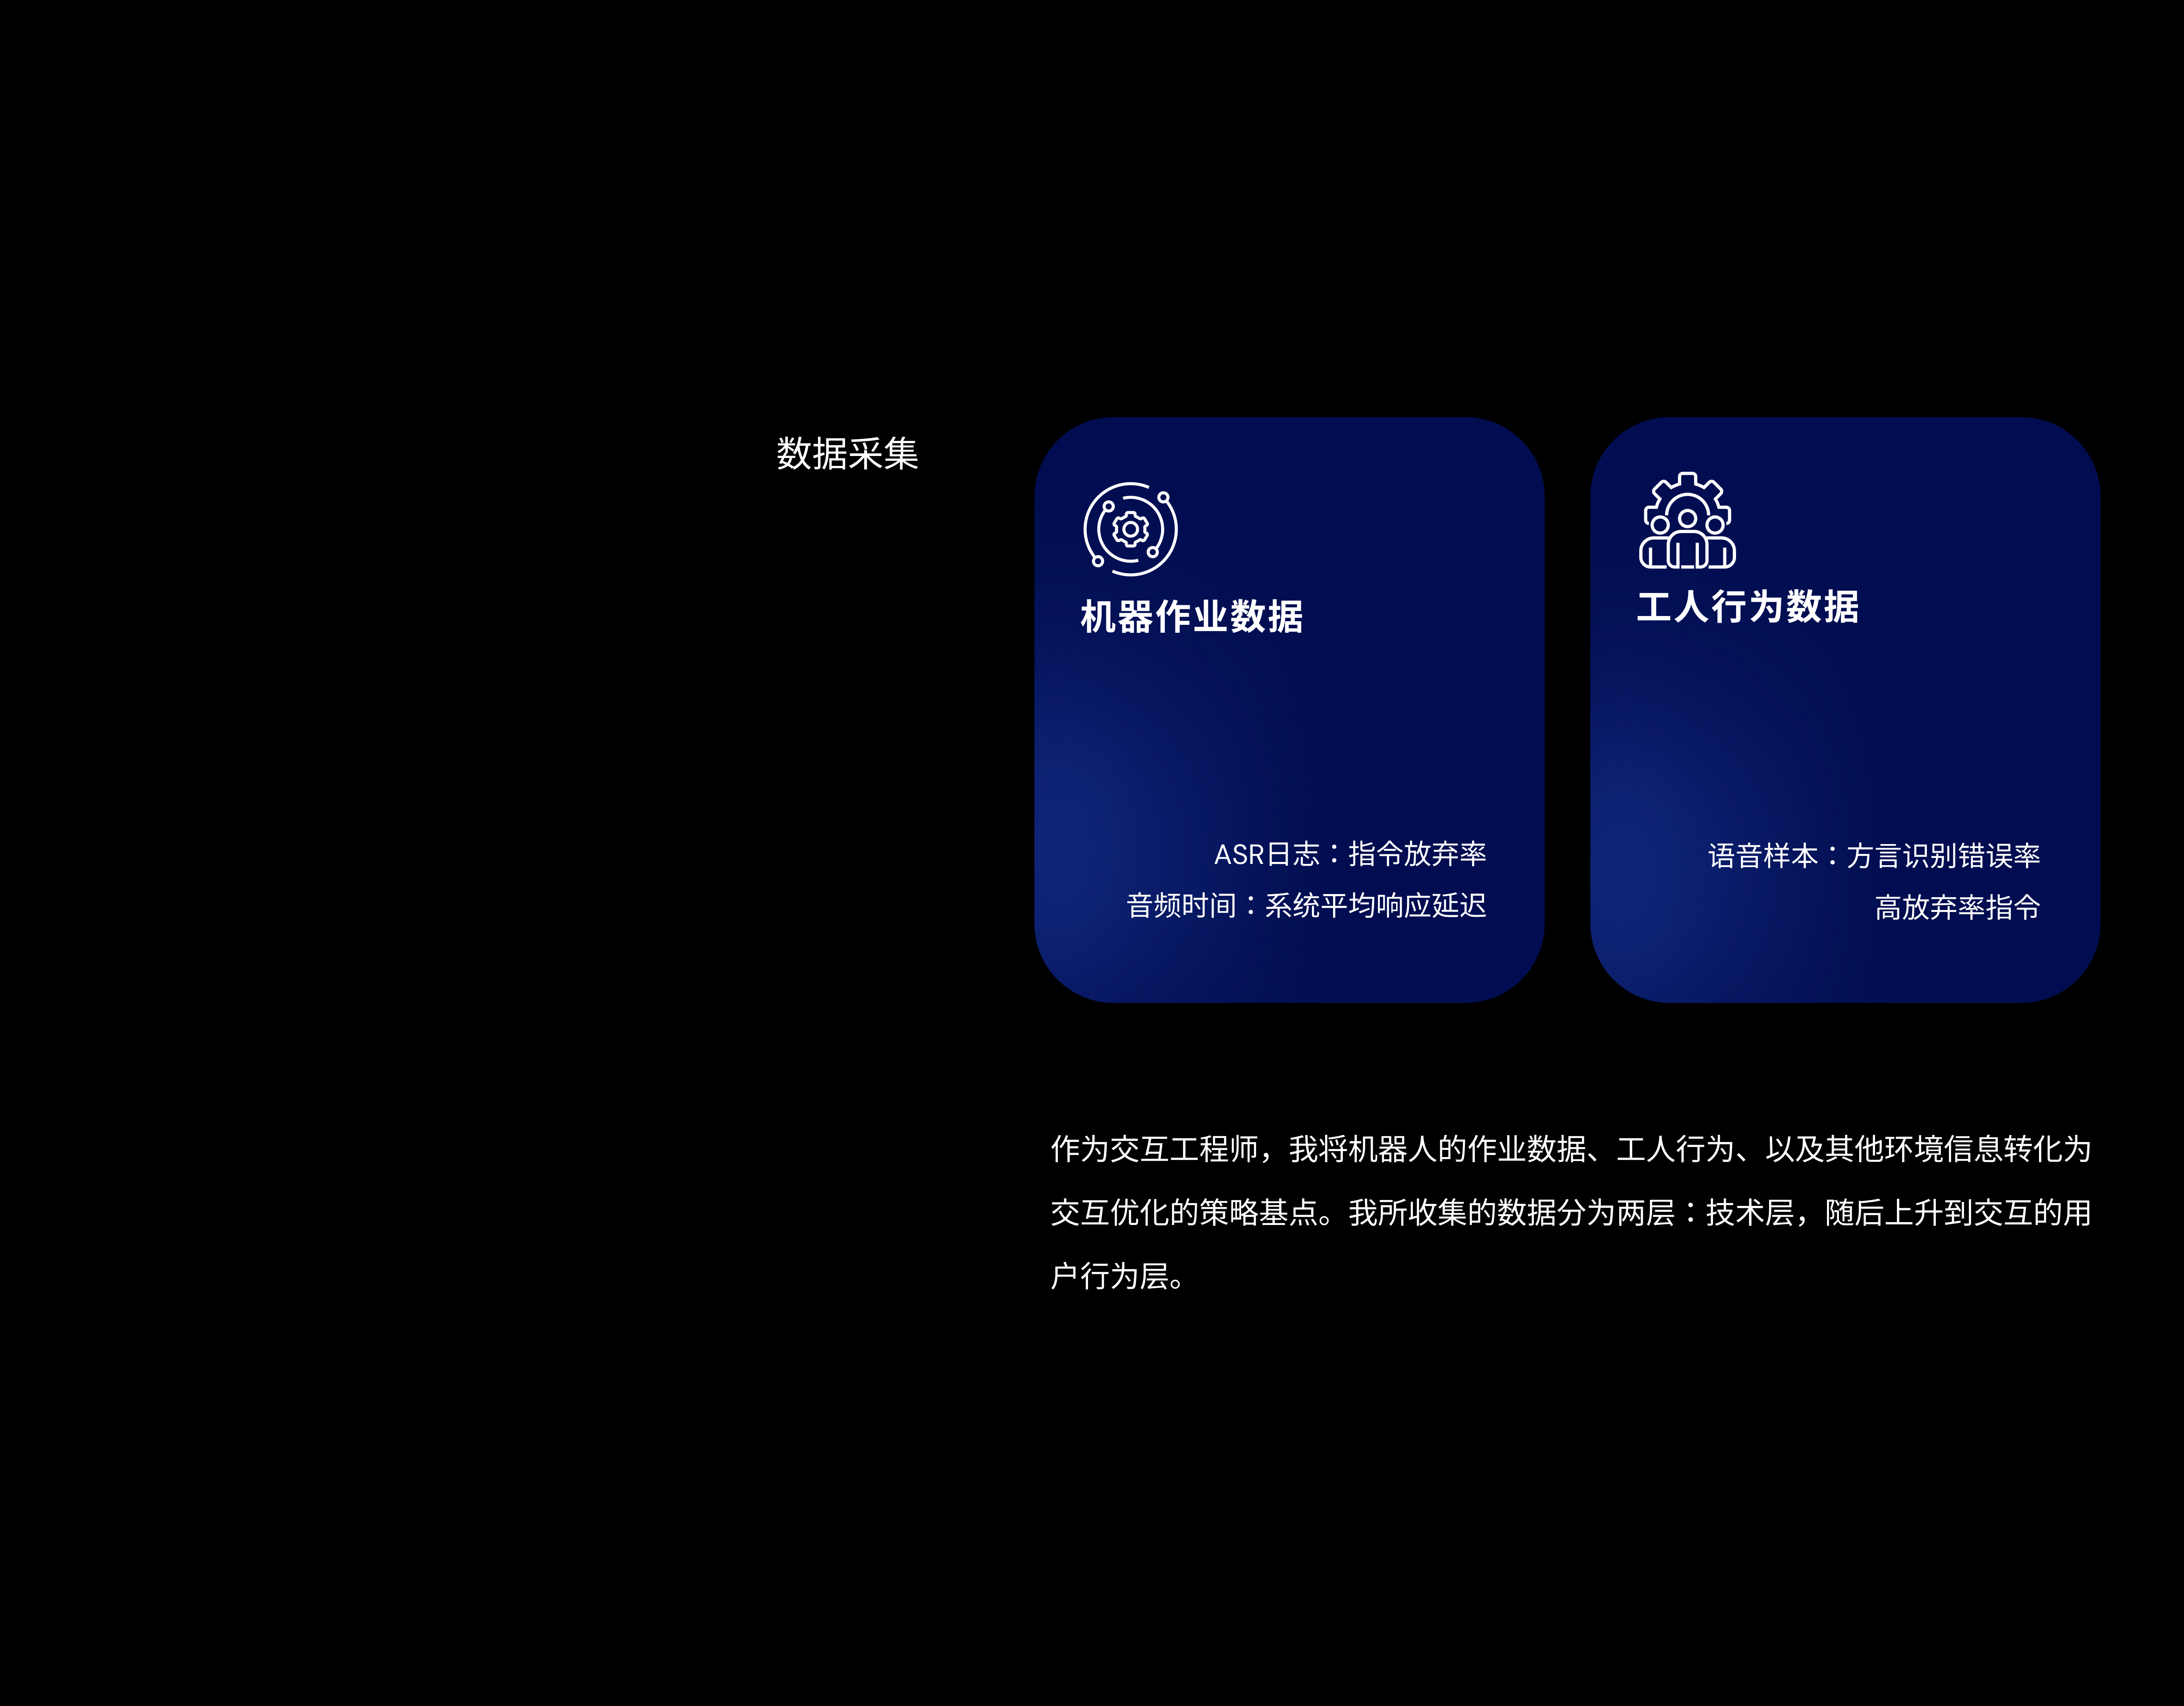 数据采集
机器作业数据
ASR日志：指令放弃率
音频时间：系统平均响应延迟
工人行为数据
语音样本：方言识别错误率
高放弃率指令
作为交互工程师，我将机器人的作业数据、工人行为、以及其他环境信息转化为
交互优化的策略基点。我所收集的数据分为两层：技术层，随后上升到交互的用
户行为层。